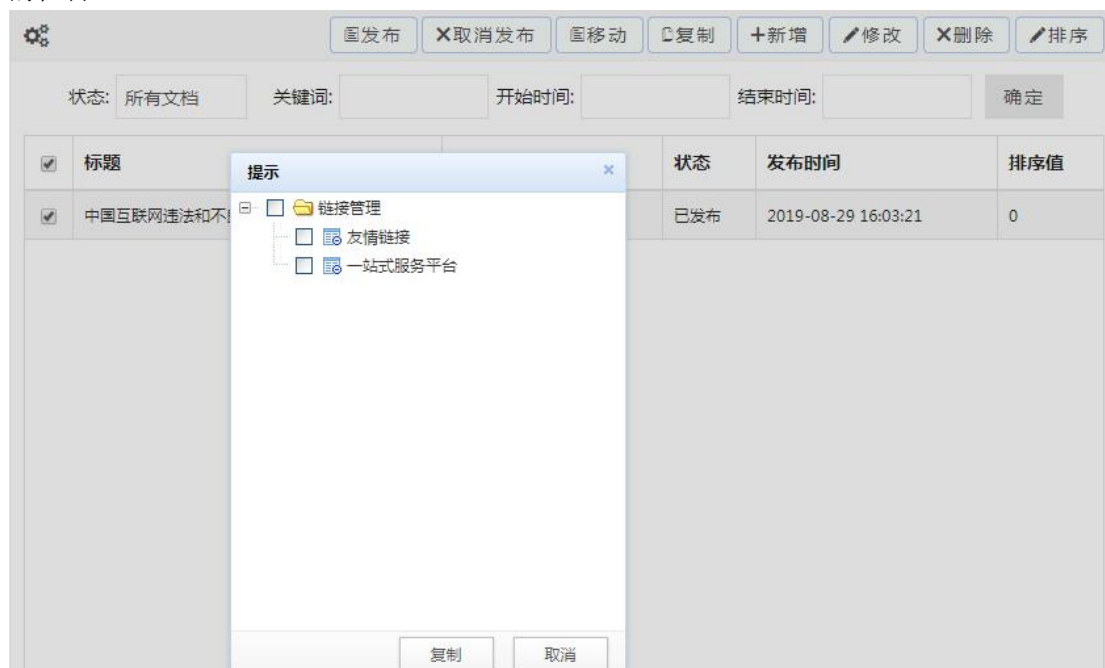 发布 取消发布 移动 复制 新增 修改 删除 排序
状态: 所有文档 关键词: 开始时间: 结束时间: 确定
标题 状态 发布时间 排序值
中国互联网违法和不 已发布 2019-08-29 16:03:21 0
提示
链接管理
友情链接
一站式服务平台
复制 取消